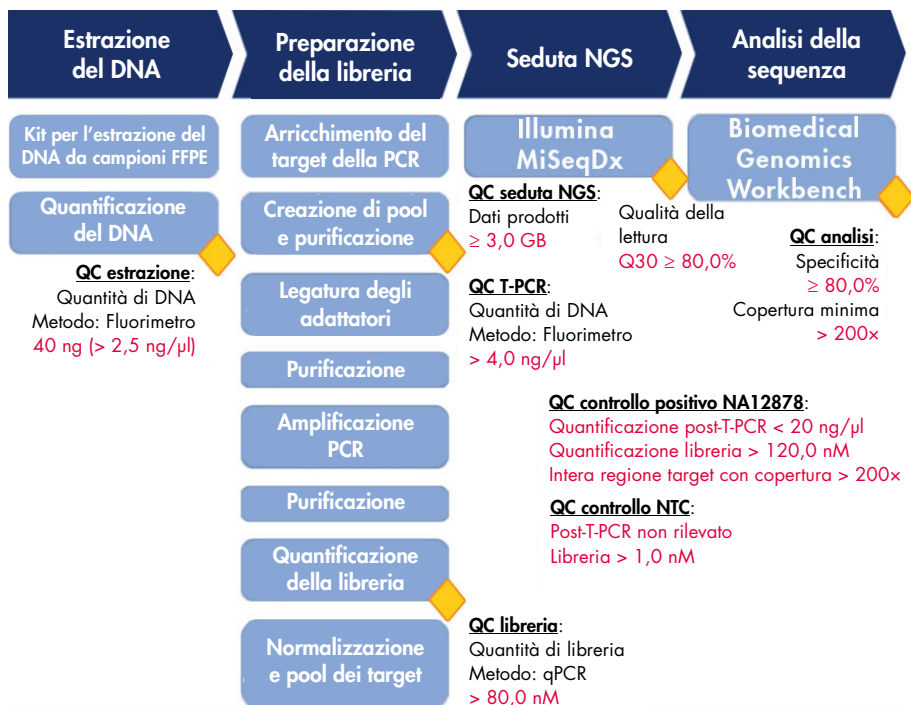 Estrazione
del DNA
Preparazione
della libreria
Seduta NGS
Analisi della
sequenza
Kit per l'estrazione del
DNA da campioni FFPE
Quantificazione
del DNA
QC estrazione:
Quantità di DNA
Metodo: Fluorimetro
40 ng (> 2,5 ng/µl)
Arricchimento del
target della PCR
Creazione di pool
e purificazione
Legatura degli
adattatori
Purificazione
Amplificazione
PCR
Purificazione
Quantificazione
della libreria
Normalizzazione
e pool dei target
Illumina
MiSeqDx
QC seduta NGS:
Dati prodotti
≥ 3,0 GB
Qualità della
lettura
Q30 ≥ 80,0%
QC T-PCR:
Quantità di DNA
Metodo: Fluorimetro
> 4,0 ng/µl
Biomedical
Genomics
Workbench
QC analisi:
Specificità
≥ 80,0%
Copertura minima
> 200×
QC controllo positivo NA12878:
Quantificazione post-T-PCR < 20 ng/µl
Quantificazione libreria > 120,0 nM
Intera regione target con copertura > 200×
QC controllo NTC:
Post-T-PCR non rilevato
Libreria > 1,0 nM
QC libreria:
Quantità di libreria
Metodo: qPCR
> 80,0 nM